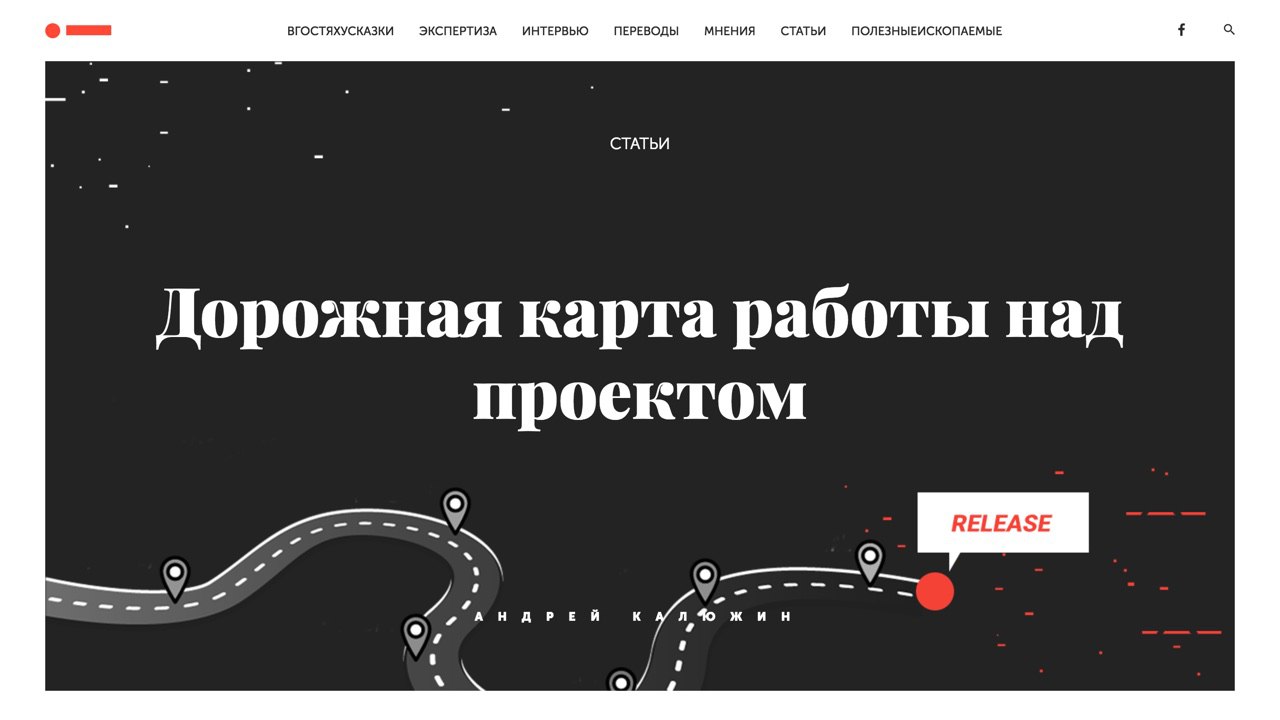 ВГОСТЯХУСКАЗКИ ЭКСПЕРТИЗА ИНТЕРВЬЮ ПЕРЕВОДЫ МНЕНИЯ СТАТЬИ ПОЛЕЗНЫЕИСКОПАЕМЫЕ
СТАТЬИ
Дорожная карта работы над
проектом
RELEASE
АНДРЕЙ КАЛЮЖИН